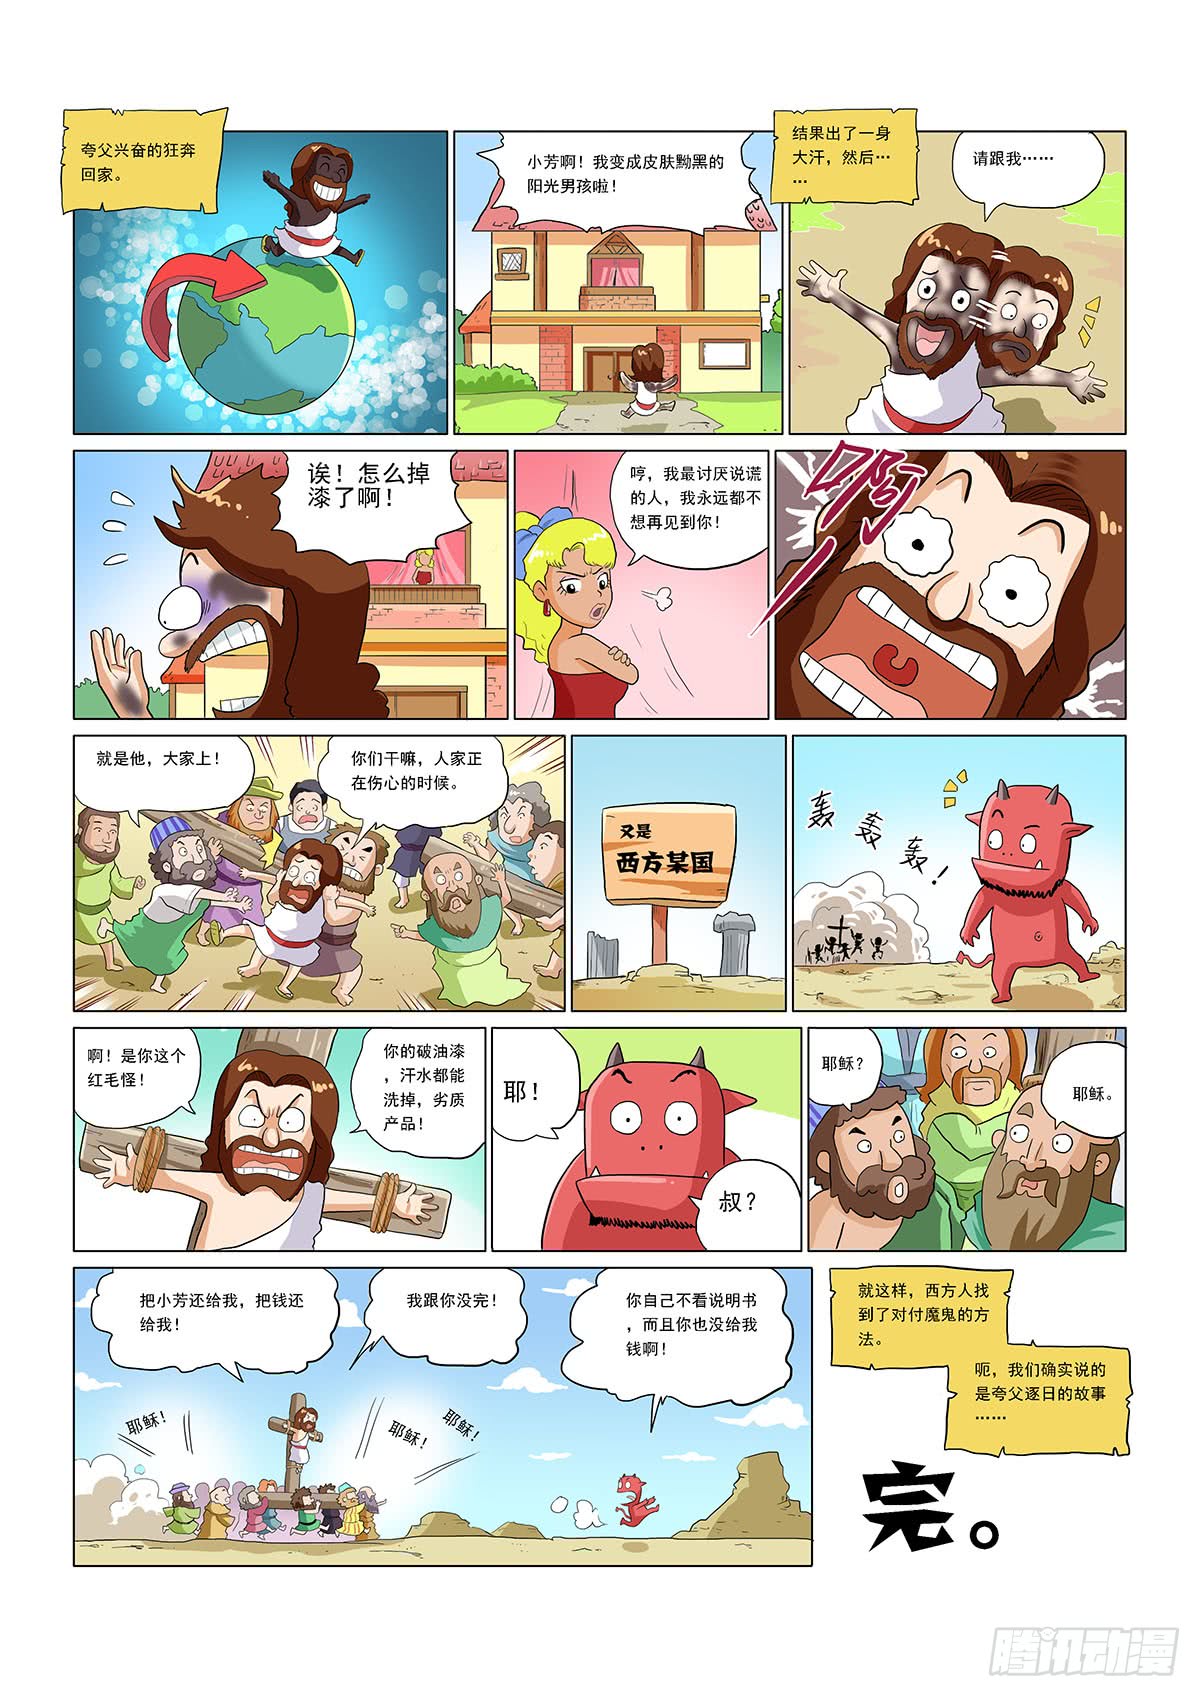 夸父兴奋的狂奔
回家。
小芳啊！我变成皮肤黝黑的
阳光男孩啦！
结果出了一身
大汗，然后…
…
请跟我……
诶！怎么掉
漆了啊！
哼，我最讨厌说谎
的人，我永远都不
想再见到你！
啊！
就是他，大家上！
你们干嘛，人家正
在伤心的时候。
又是
西方某国
轰 轰 轰！
啊！是你这个
红毛怪！
你的破油漆
，汗水都能
洗掉，劣质
产品！
耶！
叔？
耶稣？
耶稣。
把小芳还给我，把钱还
给我！
我跟你没完！
你自己不看说明书
，而且你也没给我
钱啊！
耶稣！
耶稣！
耶稣！
就这样，西方人找
到了对付魔鬼的方
法。
呃，我们确实说的
是夸父逐日的故事
……
完。
腾讯动漫